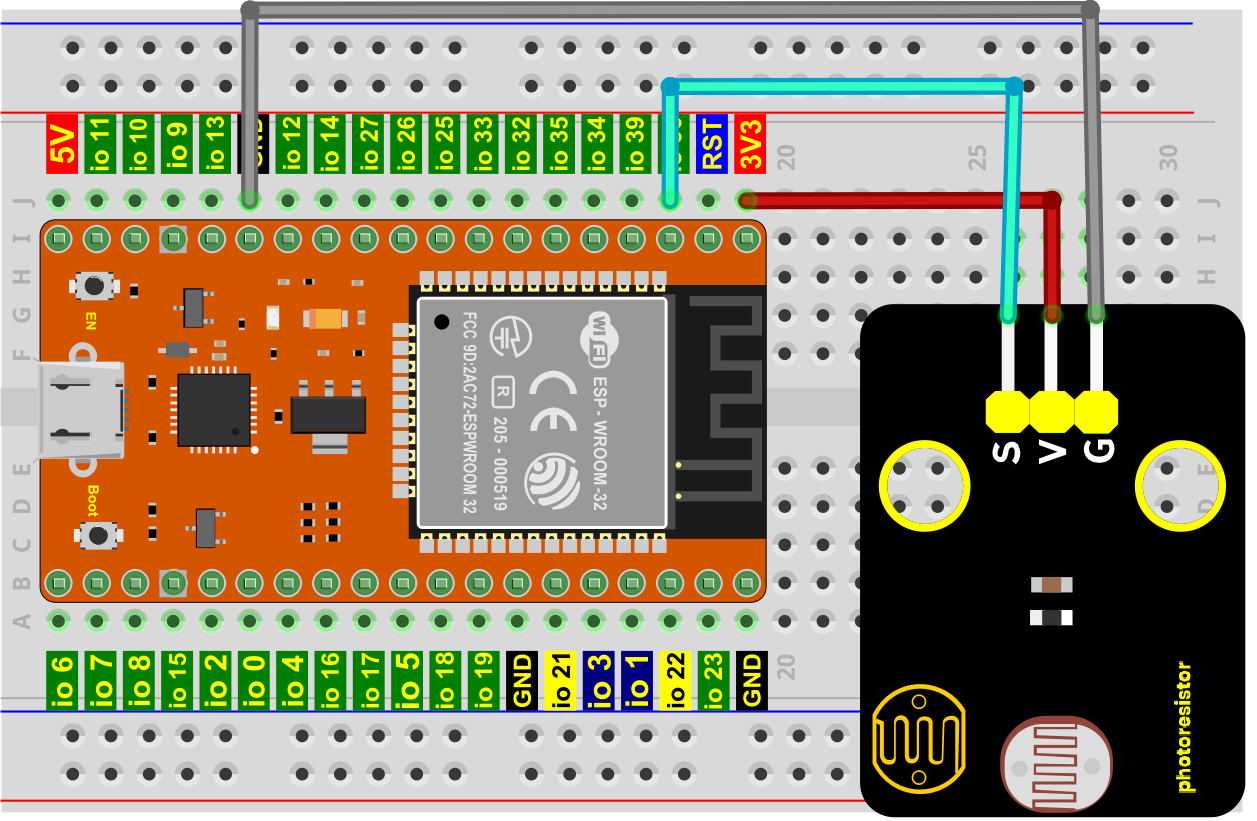 5V
io 11
io 10
io 9
io 13
GND
io 12
io 14
io 27
io 26
io 25
io 33
io 32
io 35
io 34
io 39
RST
3V3
20
25
30
J
J
I
I
H
H
G
F
E
D
C
B
A
E
D
EN
Boot
FCC 9D:2AC72-ESPWROOM 32
R
205 - 000519
CE
WiFi
ESP - WROOM -32
S
V
G
photoresistor
io 6
io 7
io 8
io 15
io 2
io 0
io 4
io 16
io 17
io 5
io 18
io 19
GND
io 21
io 3
io 1
io 22
io 23
GND
20